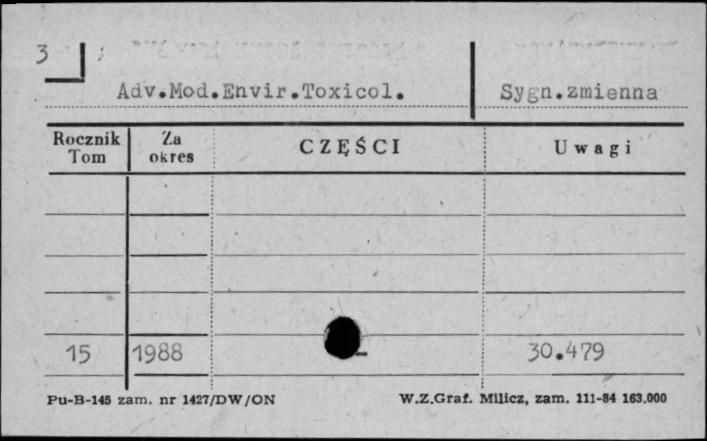 3
Adv.Mod.Envir.Toxicol. Sygn.zmienna
Rocznik Tom Za okres CZĘŚCI Uwagi
15 1988 - 30.479
Pu-B-145 zam. nr 1427/DW/ON W.Z.Graf. Milicz, zam. 111-84 163.000